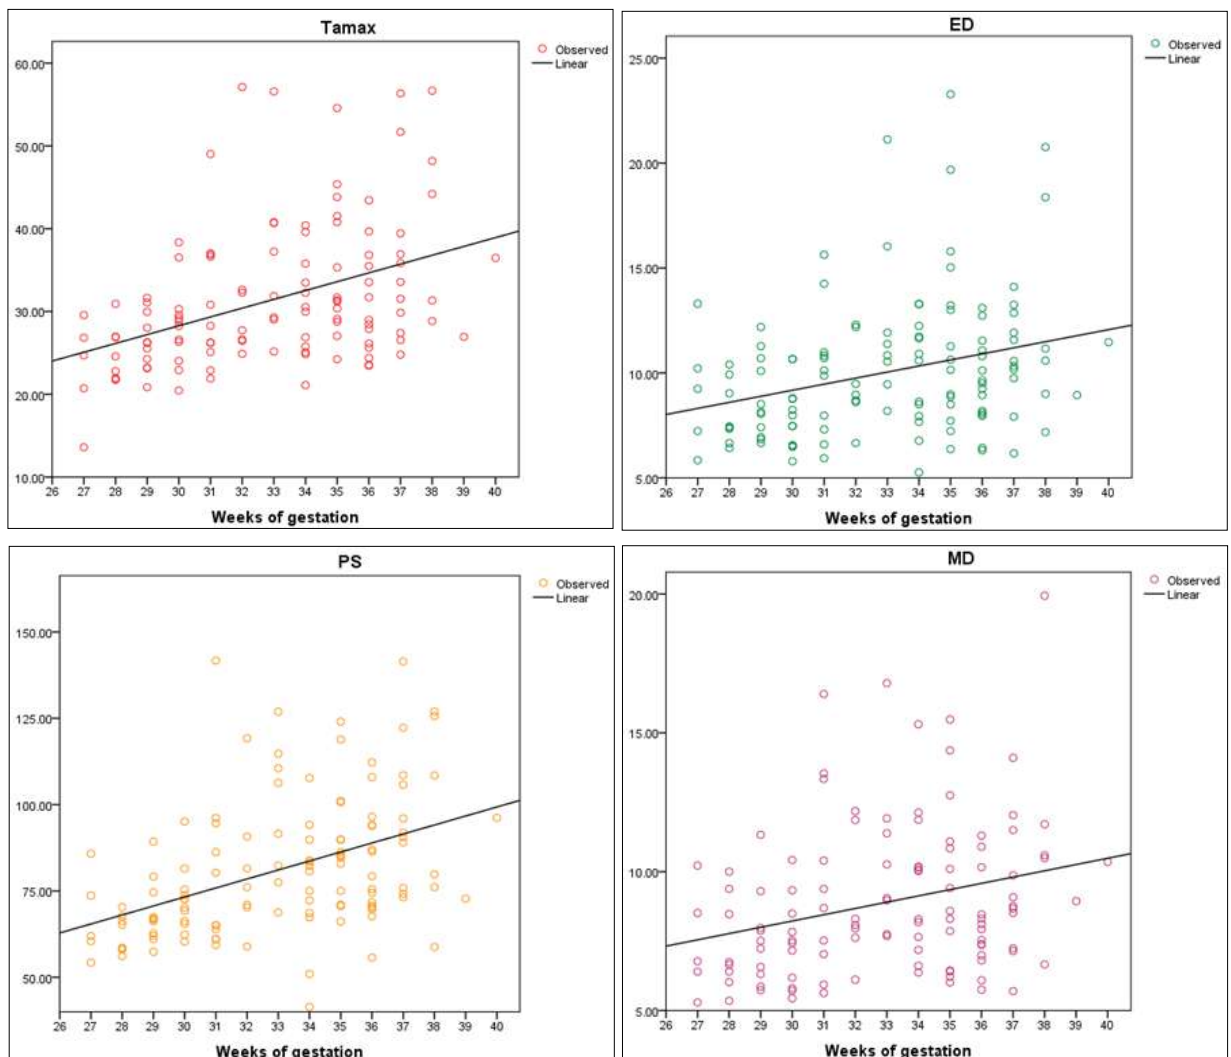 Tamax
Observed
Linear
60.00
50.00
40.00
30.00
20.00
10.00
26 27 28 29 30 31 32 33 34 35 36 37 38 39 40
Weeks of gestation
ED
Observed
Linear
25.00
20.00
15.00
10.00
5.00
26 27 28 29 30 31 32 33 34 35 36 37 38 39 40
Weeks of gestation
PS
Observed
Linear
150.00
125.00
100.00
75.00
50.00
26 27 28 29 30 31 32 33 34 35 36 37 38 39 40
Weeks of gestation
MD
Observed
Linear
20.00
15.00
10.00
5.00
26 27 28 29 30 31 32 33 34 35 36 37 38 39 40
Weeks of gestation